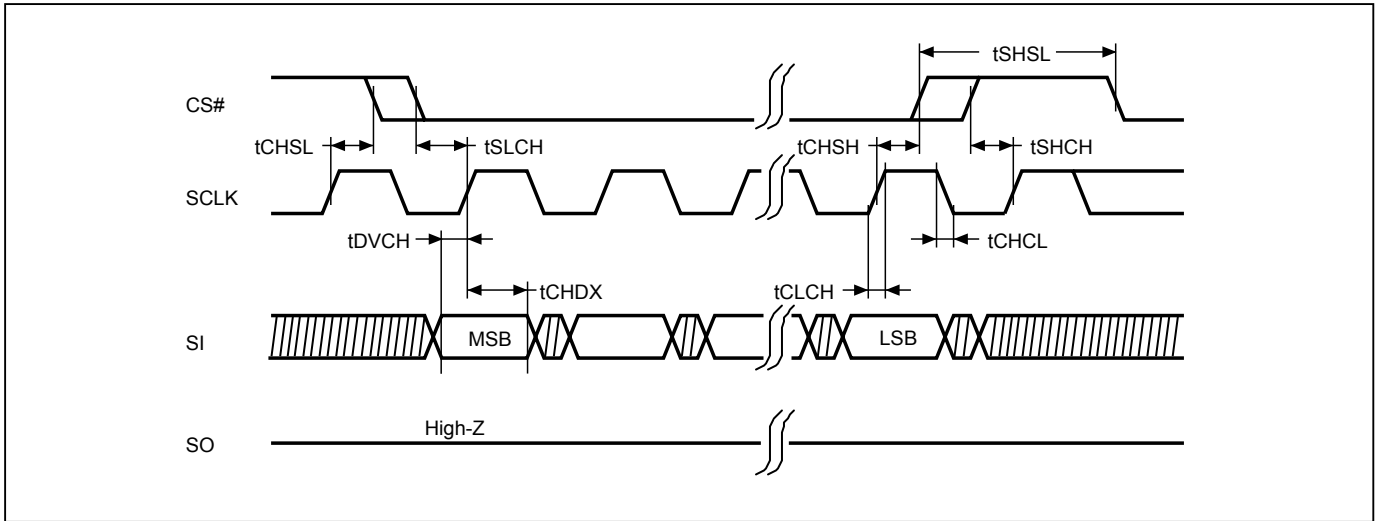 tSHSL
CS#
tCHSL
tSLCH
tCHSH
tSHCH
SCLK
tDVCH
tCHCL
tCHDX
tCLCH
SI
MSB
LSB
High-Z
SO